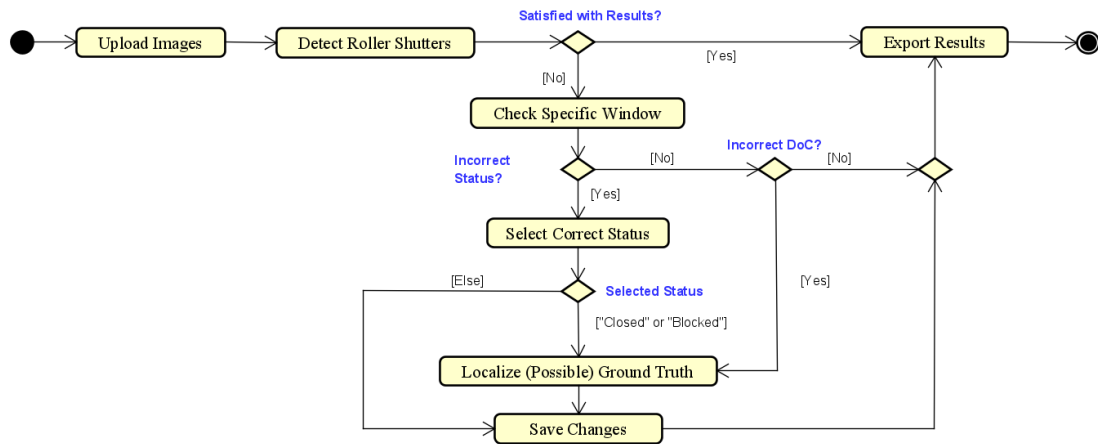 Satisfied with Results?
Upload Images
Detect Roller Shutters
Export Results
[Yes]
[No]
Check Specific Window
Incorrect
Status?
[No]
Incorrect DoC?
[No]
[Yes]
Select Correct Status
[Else]
Selected Status
[Yes]
["Closed" or "Blocked"]
Localize (Possible) Ground Truth
Save Changes